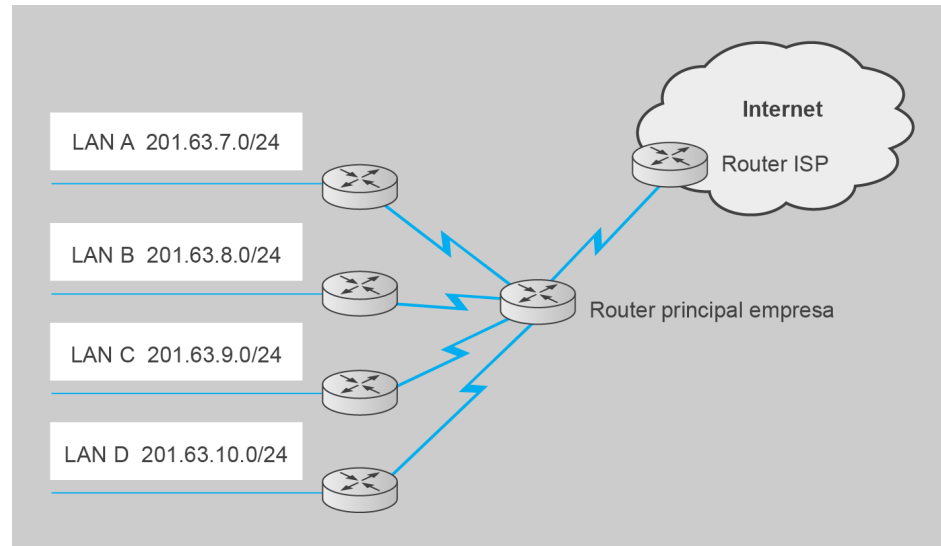 LAN A 201.63.7.0/24
LAN B 201.63.8.0/24
LAN C 201.63.9.0/24
LAN D 201.63.10.0/24
Internet
Router ISP
Router principal empresa